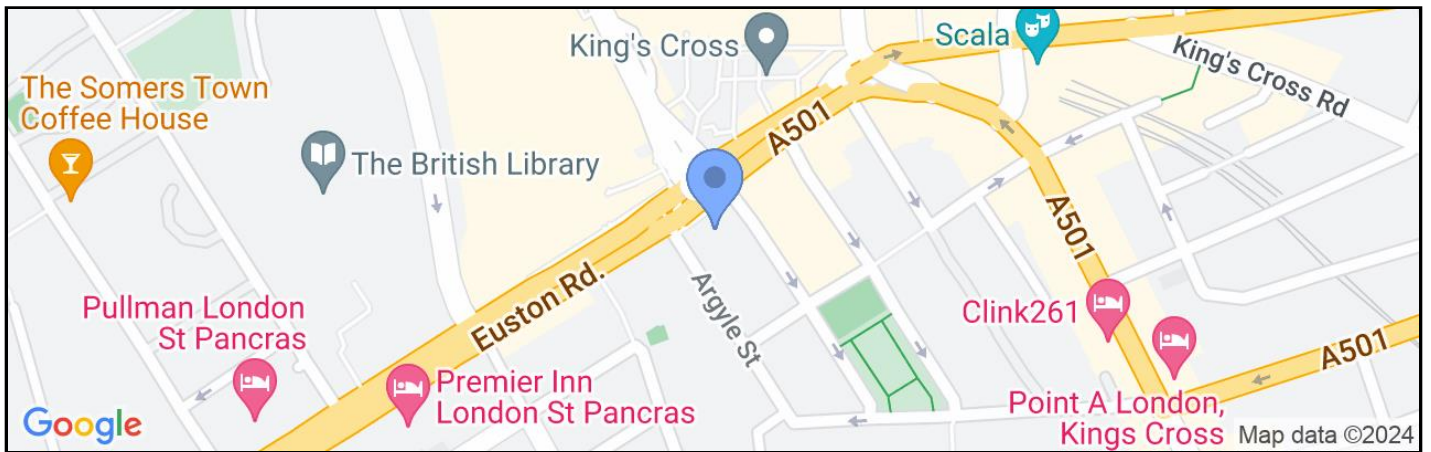 King's Cross
Scala
King's Cross Rd
The Somers Town
Coffee House
A501
The British Library
A501
Euston Rd.
Argyle St
Pullman London
St Pancras
Clink261
A501
Premier Inn
London St Pancras
Point A London,
Kings Cross
Google
Map data ©2024